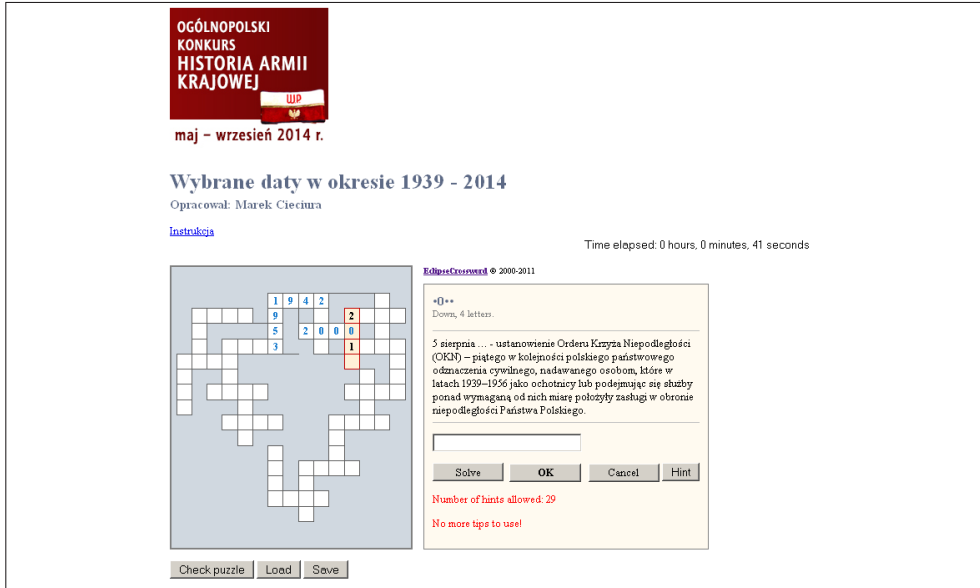 OGÓLNOPOLSKI
KONKURS
HISTORIA ARMII
KRAJOWEJ
WP
maj – wrzesień 2014 r.
Wybrane daty w okresie 1939 - 2014
Opracował: Marek Cieciura
Instrukcja
Time elapsed: 0 hours, 0 minutes, 41 seconds
EclipseCrossword © 2000-2011
1 9 4 2
9 2
5 2 0 0 0
3 1
•0••
Down, 4 letters.
5 sierpnia ... - ustanowienie Orderu Krzyża Niepodległości
(OKN) – piątego w kolejności polskiego państwowego
odznaczenia cywilnego, nadawanego osobom, które w
latach 1939–1956 jako ochotnicy lub podejmując się służby
ponad wymaganą od nich miarę położyły zasługi w obronie
niepodległości Państwa Polskiego.
Solve OK Cancel Hint
Number of hints allowed: 29
No more tips to use!
Check puzzle Load Save